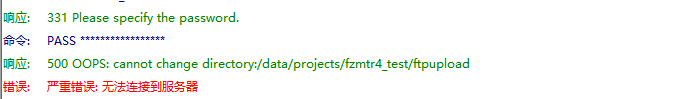 响应: 331 Please specify the password.
命令: PASS *****************
响应: 500 OOPS: cannot change directory:/data/projects/fzmtr4_test/ftpupload
错误: 严重错误: 无法连接到服务器